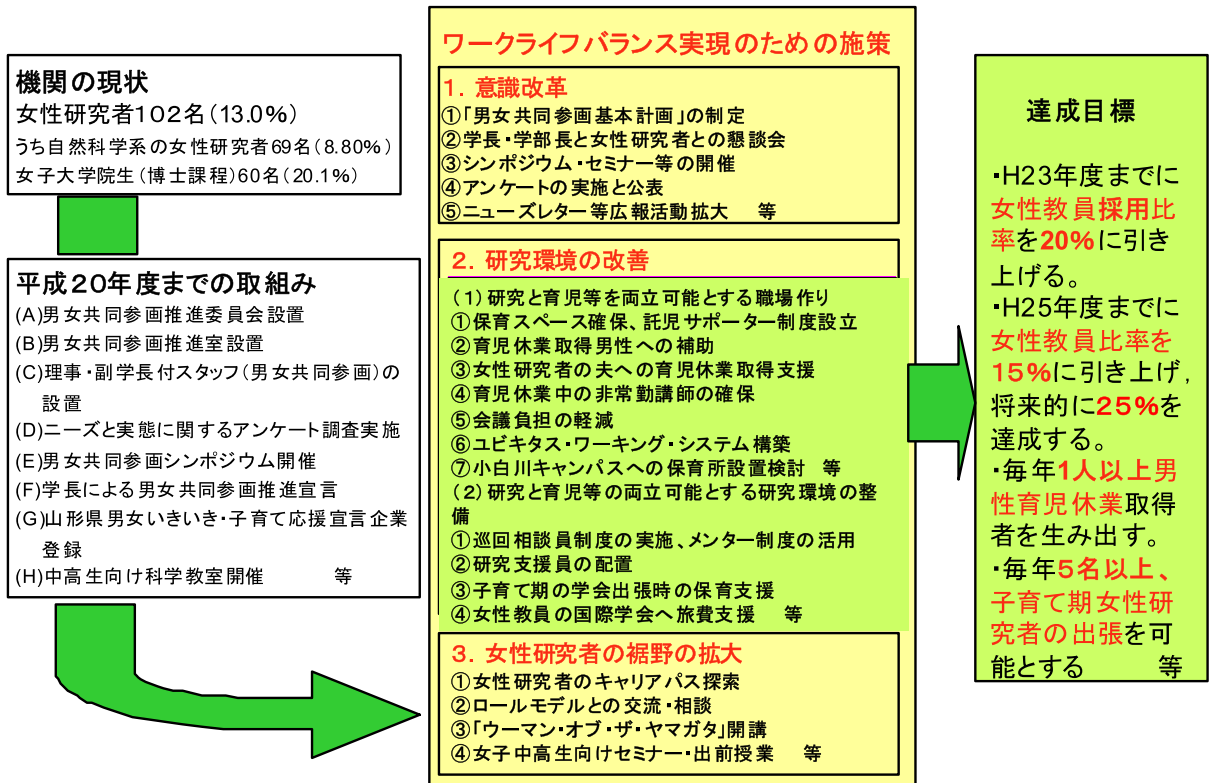 機関の現状
女性研究者102名(13.0%)
うち自然科学系の女性研究者69名(8.80%)
女子大学院生(博士課程)60名(20.1%)
平成20年度までの取組み
(A)男女共同参画推進委員会設置
(B)男女共同参画推進室設置
(C)理事・副学長付スタッフ(男女共同参画)の
設置
(D)ニーズと実態に関するアンケート調査実施
(E)男女共同参画シンポジウム開催
(F)学長による男女共同参画推進宣言
(G)山形県男女いきいき・子育て応援宣言企業
登録
(H)中高生向け科学教室開催 等
ワークライフバランス実現のための施策
1. 意識改革
①「男女共同参画基本計画」の制定
②学長・学部長と女性研究者との懇談会
③シンポジウム・セミナー等の開催
④アンケートの実施と公表
⑤ニューズレター等広報活動拡大 等
2. 研究環境の改善
(1)研究と育児等を両立可能とする職場作り
①保育スペース確保、託児サポーター制度設立
②育児休業取得男性への補助
③女性研究者の夫への育児休業取得支援
④育児休業中の非常勤講師の確保
⑤会議負担の軽減
⑥ユビキタス・ワーキング・システム構築
⑦小白川キャンパスへの保育所設置検討 等
(2)研究と育児等の両立可能とする研究環境の整
備
①巡回相談員制度の実施、メンター制度の活用
②研究支援員の配置
③子育て期の学会出張時の保育支援
④女性教員の国際学会へ旅費支援 等
3. 女性研究者の裾野の拡大
①女性研究者のキャリアパス探索
②ロールモデルとの交流・相談
③「ウーマン・オブ・ザ・ヤマガタ」開講
④女子中高生向けセミナー・出前授業 等
達成目標
・H23年度までに
女性教員採用比
率を20%に引き
上げる。
・H25年度までに
女性教員比率を
15%に引き上げ,
将来的に25%を
達成する。
・毎年1人以上男
性育児休業取得
者を生み出す。
・毎年5名以上、
子育て期女性研
究者の出張を可
能とする 等